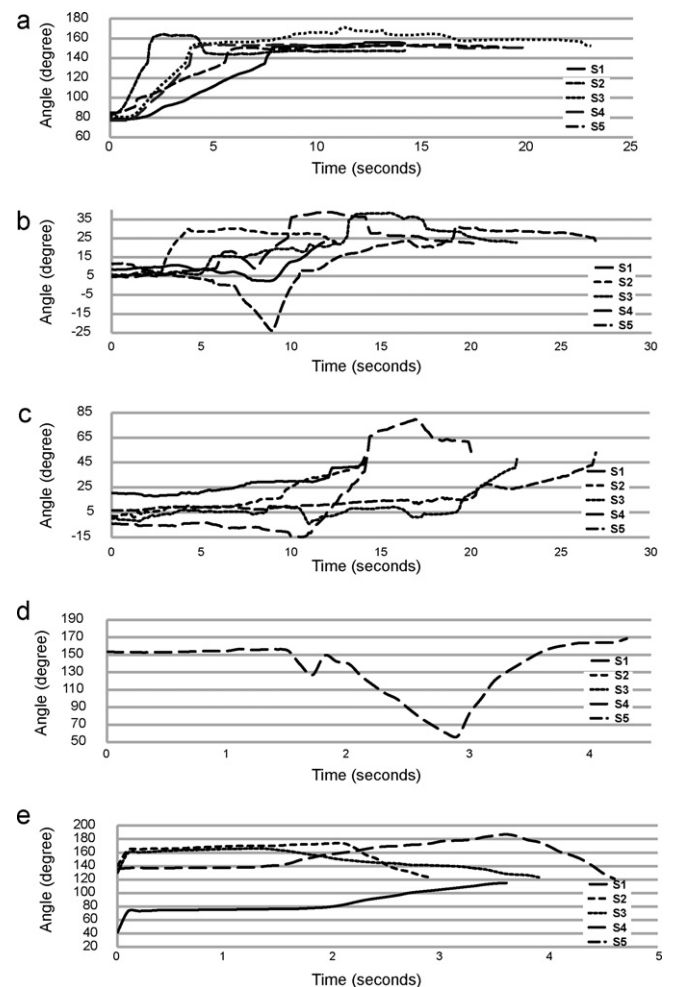 a
Angle (degree)
180
160
140
120
100
80
60
0 5 10 15 20 25
Time (seconds)
S1
S2
S3
S4
S5
b
Angle (degree)
35
25
15
5
-5
-15
-25
0 5 10 15 20 25 30
Time (seconds)
S1
S2
S3
S4
S5
c
Angle (degree)
85
65
45
25
5
-15
0 5 10 15 20 25 30
Time (seconds)
S1
S2
S3
S4
S5
d
Angle (degree)
190
170
150
130
110
90
70
50
0 1 2 3 4
Time (seconds)
S1
S2
S3
S4
S5
e
Angle (degree)
200
180
160
140
120
100
80
60
40
20
0 1 2 3 4 5
Time (seconds)
S1
S2
S3
S4
S5